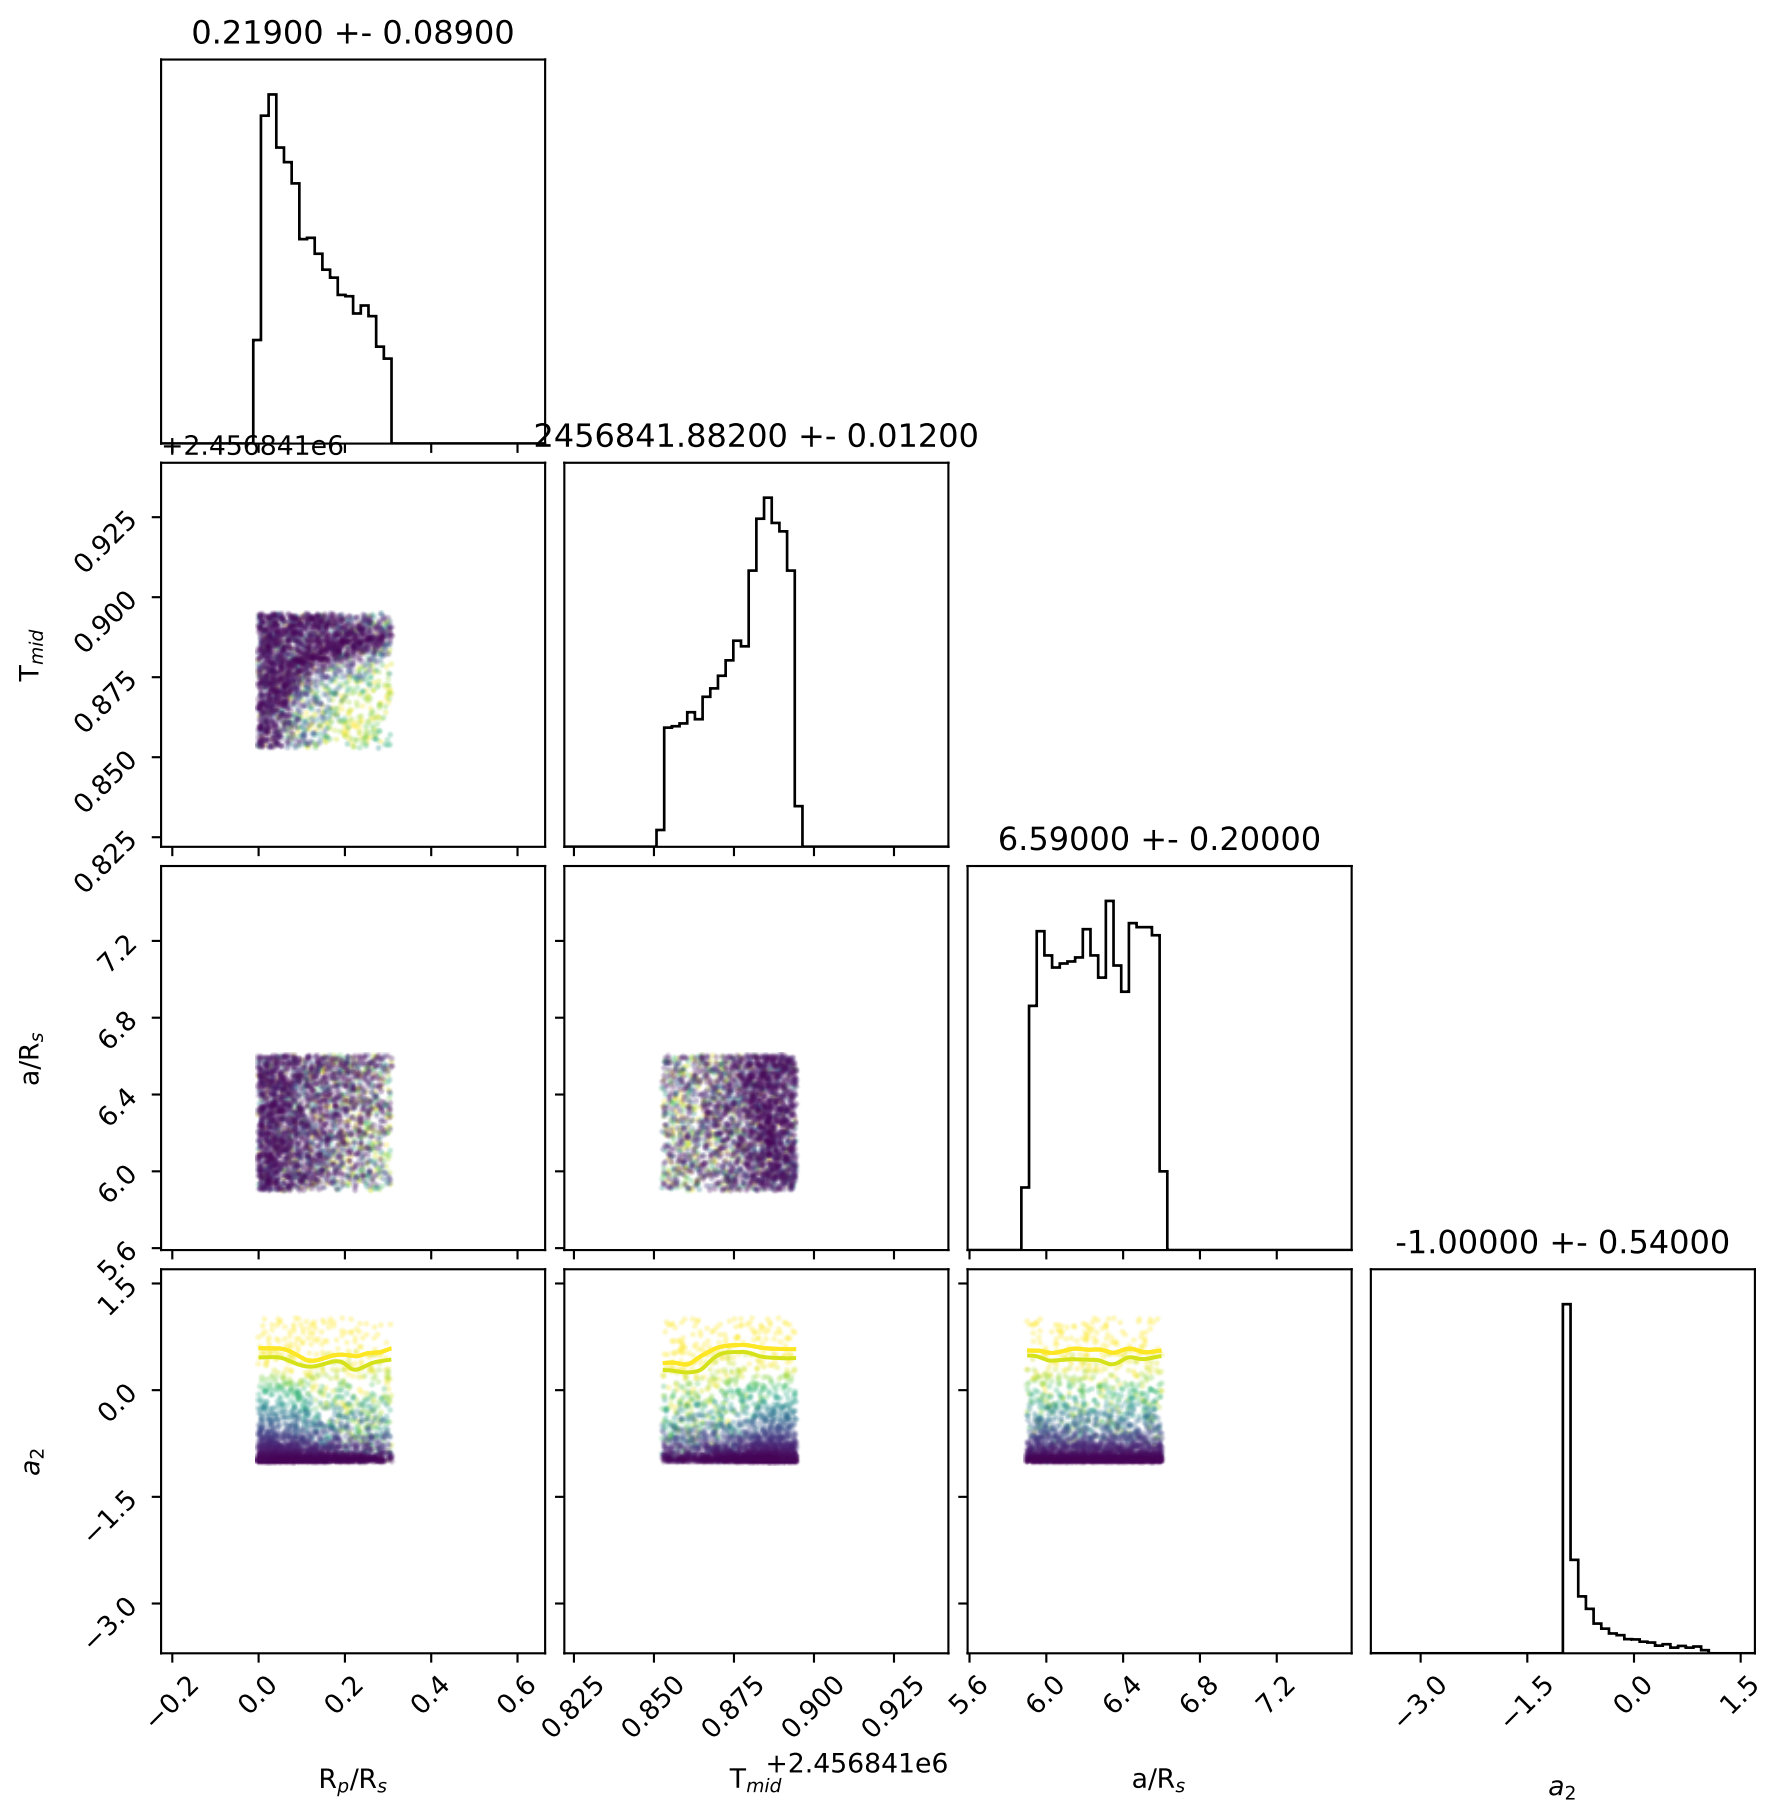 0.21900 +- 0.08900
+2.456841e6
2456841.88200 +- 0.01200
T_mid
0.925
0.900
0.875
0.850
0.825
6.59000 +- 0.20000
a/R_s
7.2
6.8
6.4
6.0
5.6
-1.00000 +- 0.54000
a_2
1.5
0.0
−1.5
−3.0
−0.2 0.0 0.2 0.4 0.6
0.825 0.850 0.875 0.900 0.925
5.6 6.0 6.4 6.8 7.2
−3.0 −1.5 0.0 1.5
+2.456841e6
R_p/R_s T_mid a/R_s a_2